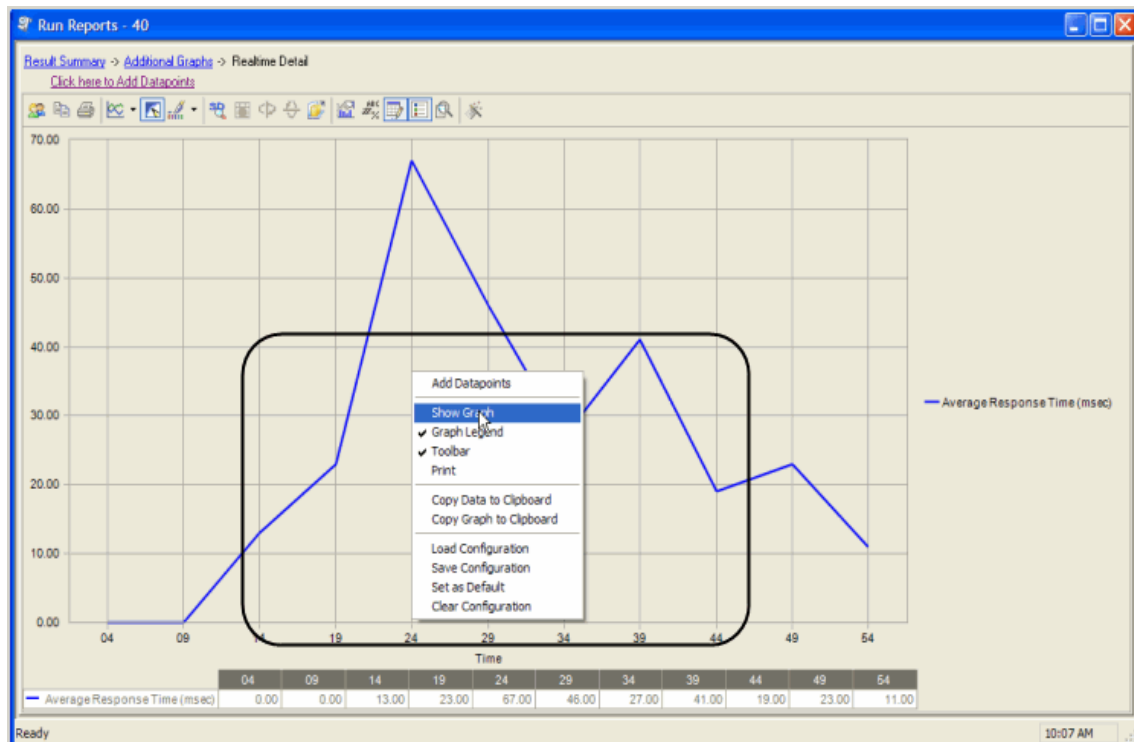 Run Reports - 40
Result Summary -> Additional Graphs -> Realtime Detail
Click here to Add Datapoints
70.00
60.00
50.00
40.00
30.00
20.00
10.00
0.00
Add Datapoints
Show Graph
Graph Legend
Toolbar
Print
Copy Data to Clipboard
Copy Graph to Clipboard
Load Configuration
Save Configuration
Set as Default
Clear Configuration
Average Response Time (msec)
04 09 14 19 24 29 34 39 44 49 54
Time
04 09 14 19 24 29 34 39 44 49 54
Average Response Time (msec) 0.00 0.00 13.00 23.00 67.00 46.00 27.00 41.00 19.00 23.00 11.00
Ready 10:07 AM